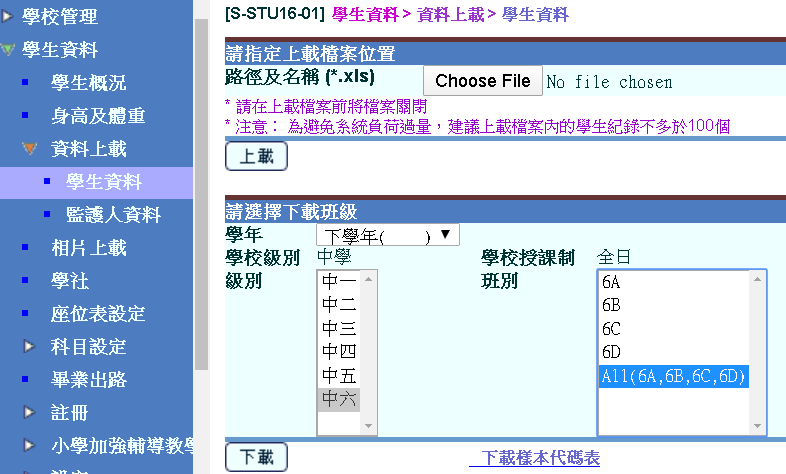 學校管理
學生資料
學生概況
身高及體重
資料上載
學生資料
監護人資料
相片上載
學社
座位表設定
科目設定
畢業出路
註冊
小學加強輔導教學
[S-STU16-01] 學生資料 > 資料上載 > 學生資料
請指定上載檔案位置
路徑及名稱 (*.xls) Choose File No file chosen
* 請在上載檔案前將檔案關閉
* 注意： 為避免系統負荷過量，建議上載檔案內的學生紀錄不多於100個
上載
請選擇下載班級
學年 下學年( )
學校級別 中學 學校授課制 全日
級別 班別
中一
中二
中三
中四
中五
中六
6A
6B
6C
6D
All(6A,6B,6C,6D)
下載 下載樣本代碼表